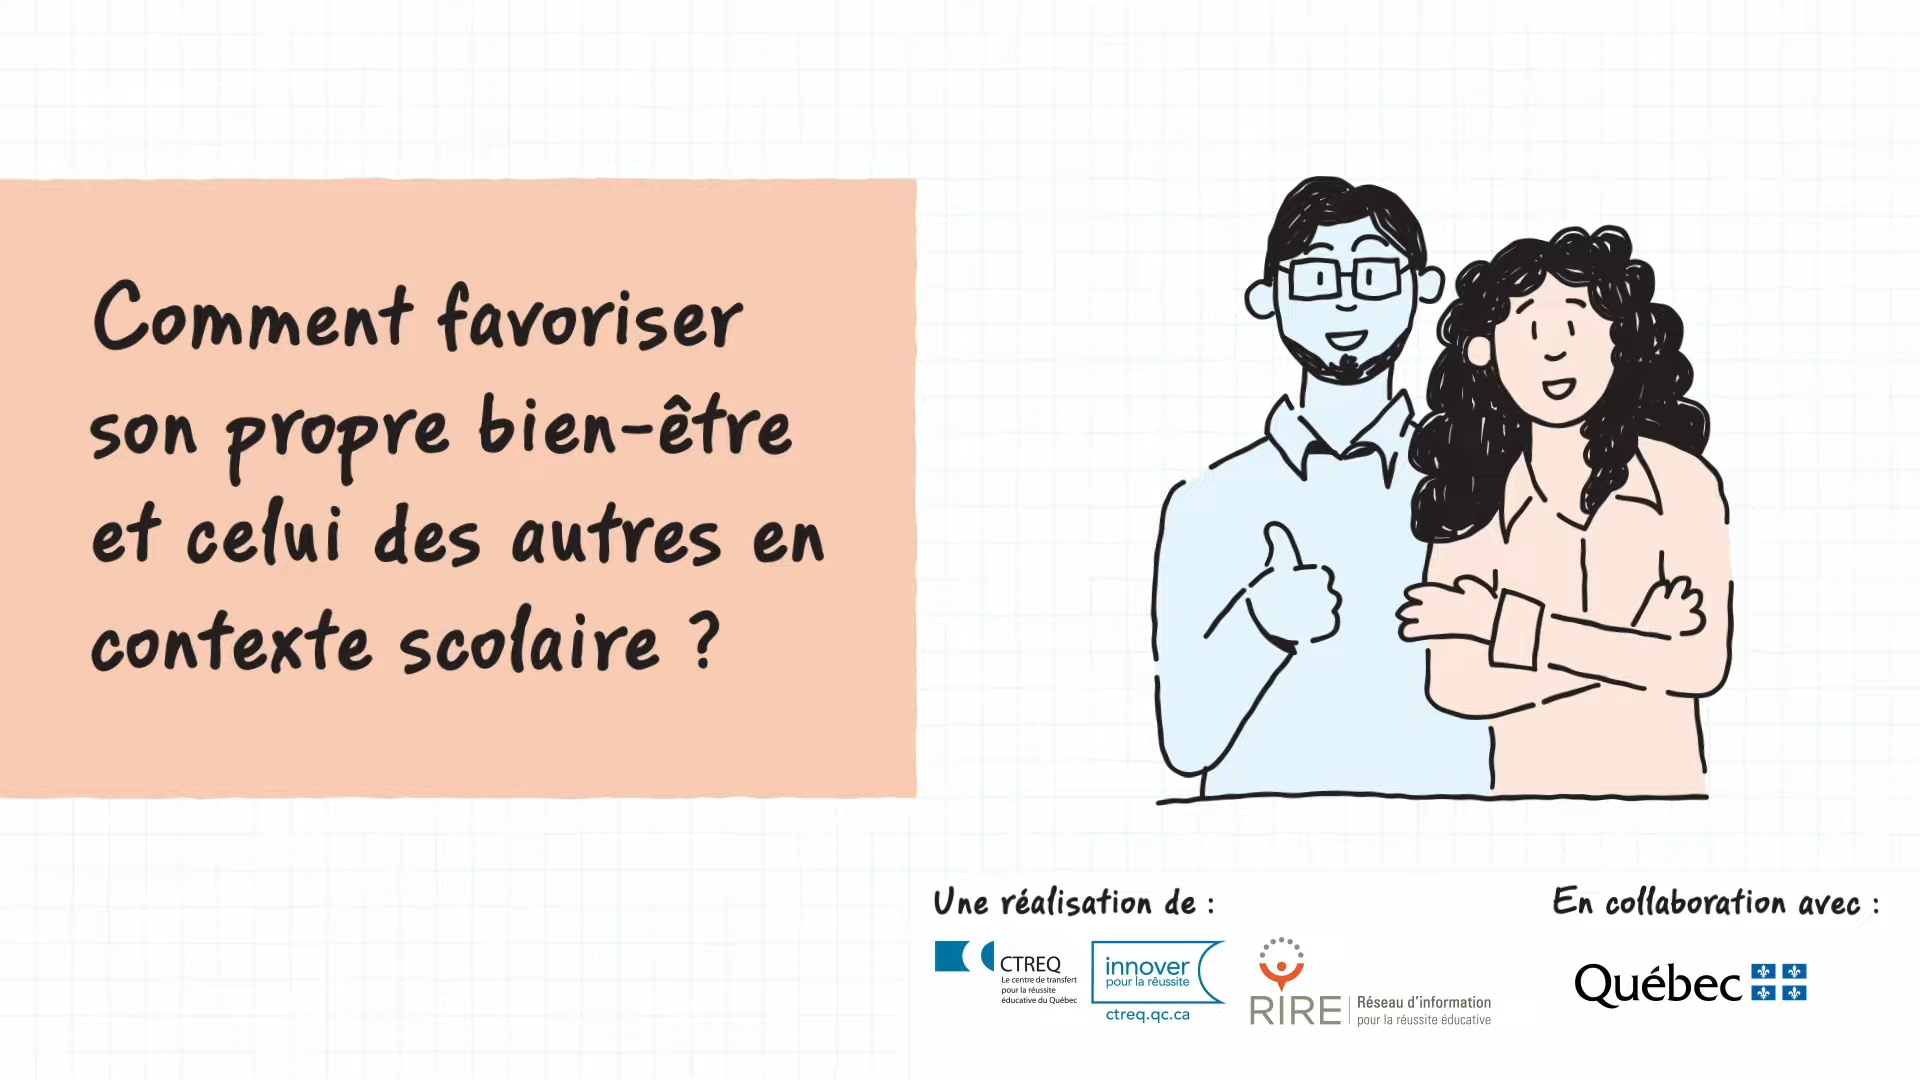 Comment favoriser
son propre bien-être
et celui des autres en
contexte scolaire ?
Une réalisation de :
CTREQ
Le centre de transfert
pour la réussite
éducative du Québec
innover
pour la réussite
ctreq.qc.ca
RIRE
Réseau d'information
pour la réussite éducative
En collaboration avec :
Québec